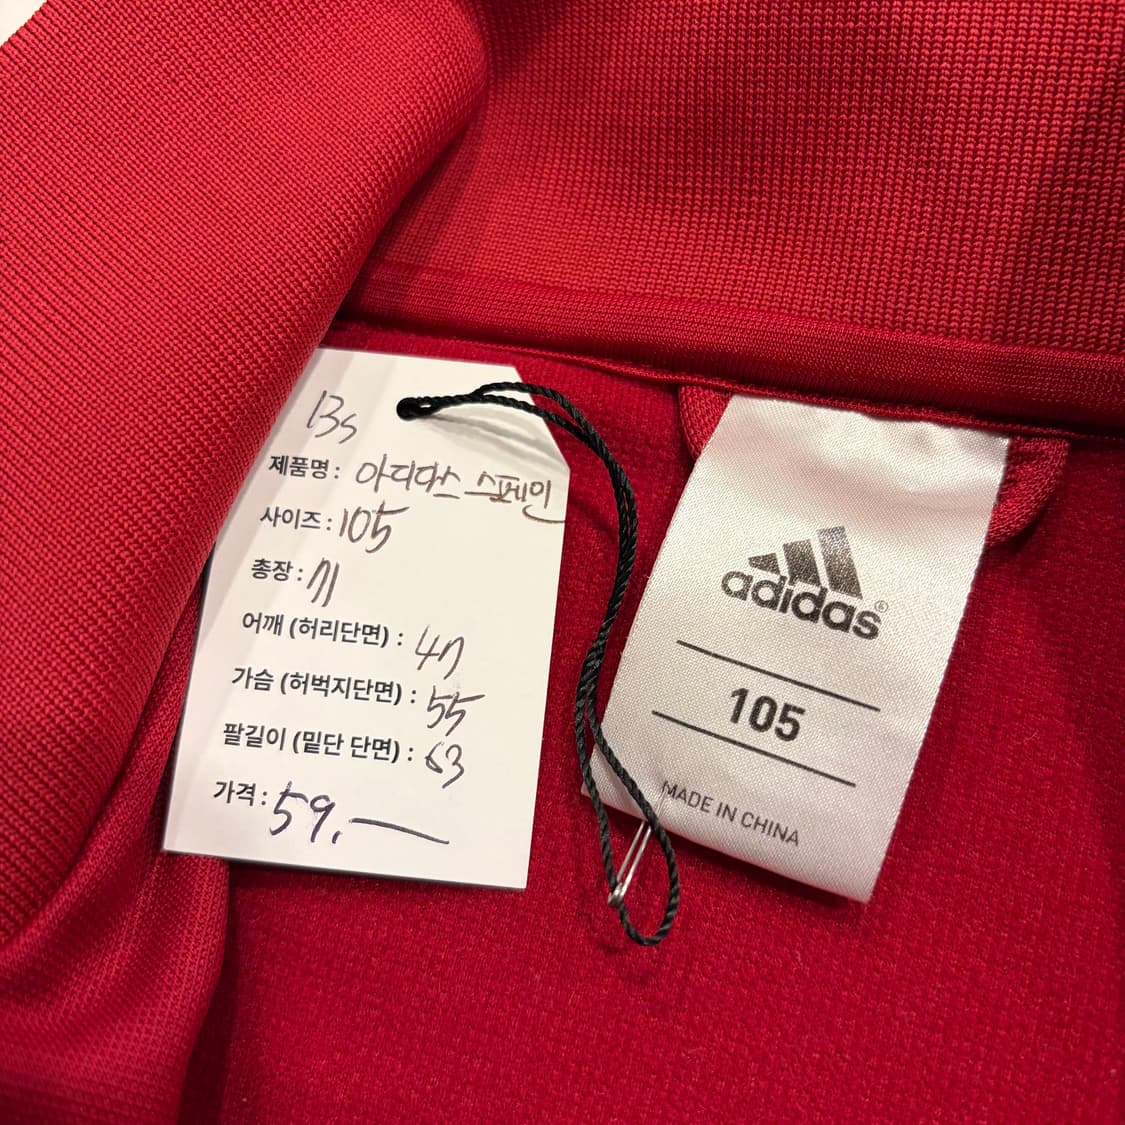 13s
제품명 : 아디다스 스페인
사이즈 : 105
총장 : 71
어깨 (허리단면) : 47
가슴 (허벅지단면) : 55
팔길이 (밑단 단면) : 63
가격 : 59.—
adidas®
105
MADE IN CHINA